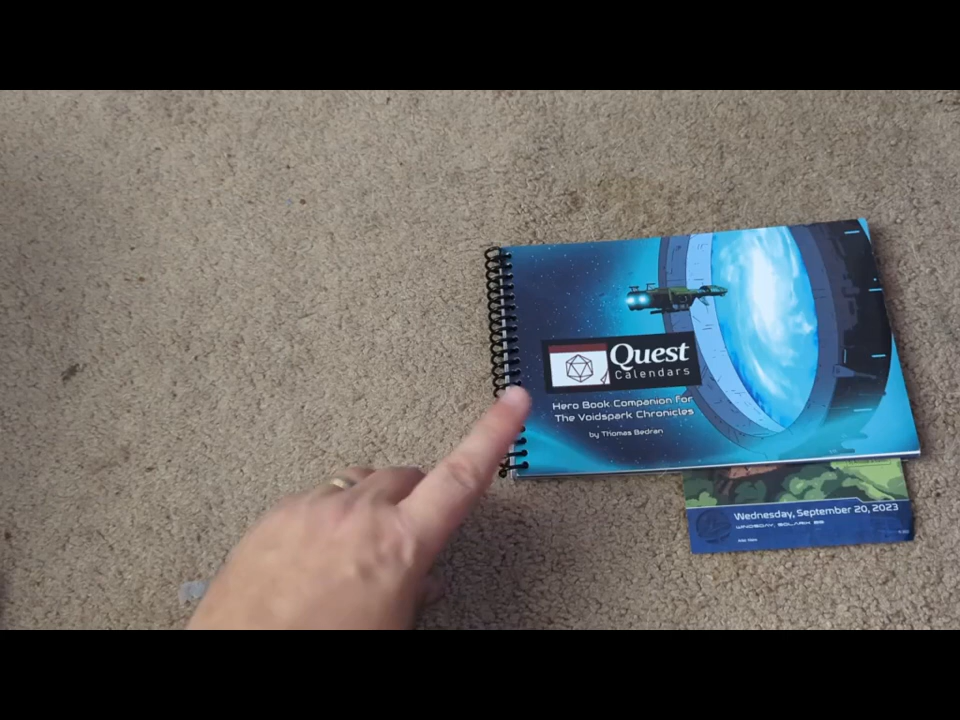 Quest
Calendars
Hero Book Companion for
The Voidspark Chronicles
by Thomas Bedran
Wednesday, September 20, 2023